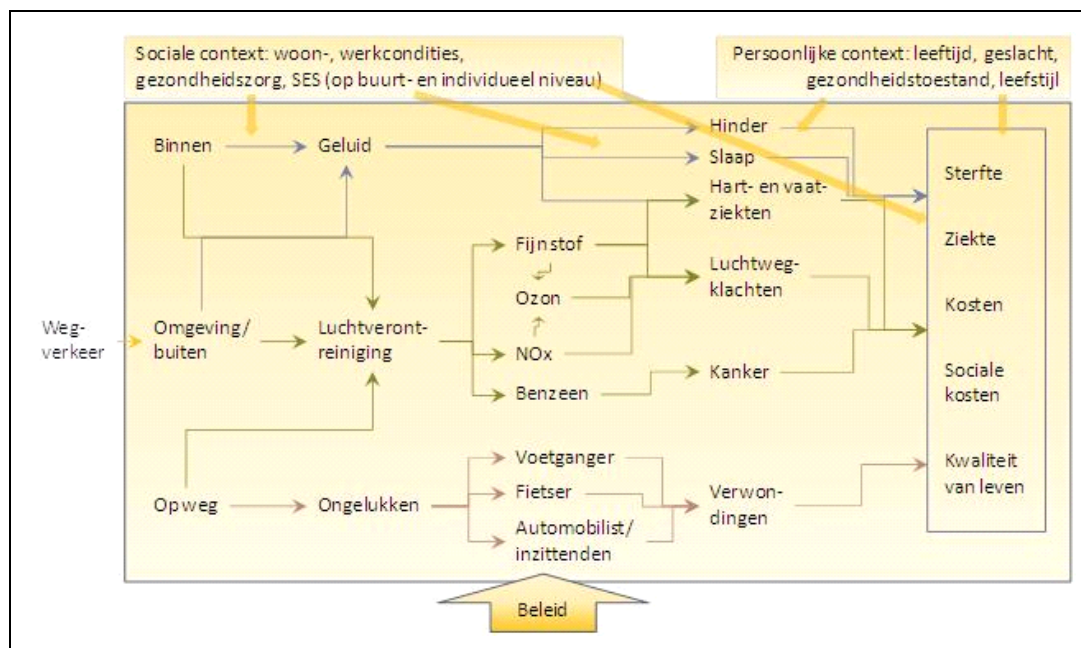 Sociale context: woon-, werkcondities,
gezondheidszorg, SES (op buurt- en individueel niveau)
Persoonlijke context: leeftijd, geslacht,
gezondheidstoestand, leefstijl
Binnen
Geluid
Hinder
Slaap
Hart- en vaat-
ziekten
Sterfte
Ziekte
Fijnstof
Ozon
Luchtweg-
klachten
Kosten
Weg-
verkeer
Omgeving/
buiten
Luchtveront-
reiniging
NOx
Benzeen
Kanker
Sociale
kosten
Voetganger
Kwaliteit
van leven
Op weg
Ongelukken
Fietser
Verwon-
dingen
Automobilist/
inzittenden
Beleid